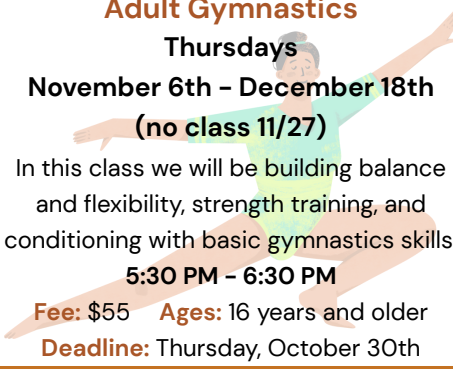 Adult Gymnastics
Thursdays
November 6th - December 18th
(no class 11/27)
In this class we will be building balance
and flexibility, strength training, and
conditioning with basic gymnastics skills
5:30 PM - 6:30 PM
Fee: $55 Ages: 16 years and older
Deadline: Thursday, October 30th